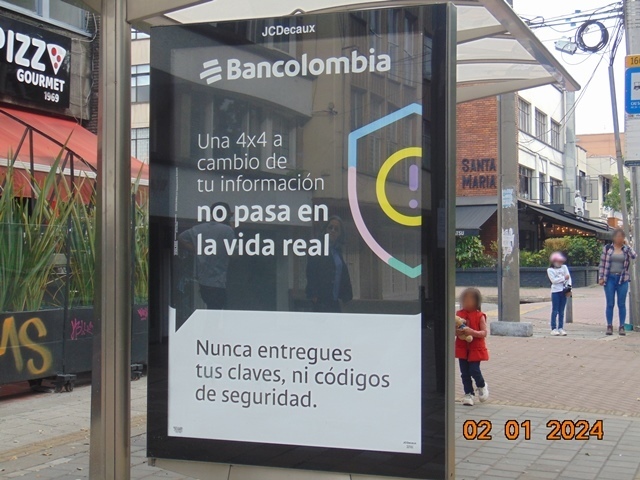 PIZZ
GOURMET
1969
JCDecaux
Bancolombia
Una 4x4 a
cambio de
tu información
no pasa en
la vida real
Nunca entregues
tus claves, ni códigos
de seguridad.
SANTA
MARIA
02 01 2024